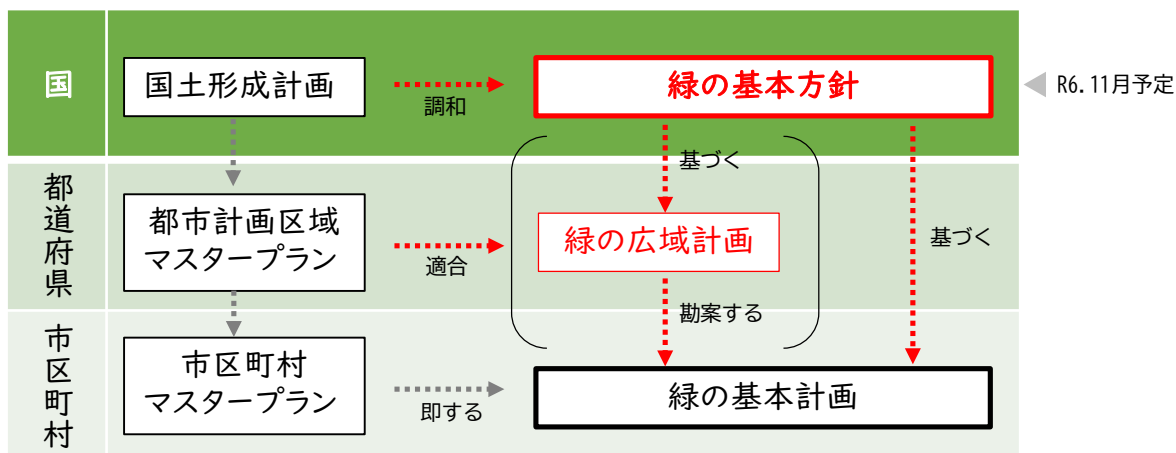 国
国土形成計画
調和
緑の基本方針
R6.11月予定
基づく
都道府県
都市計画区域
マスタープラン
適合
緑の広域計画
基づく
勘案する
市区町村
市区町村
マスタープラン
即する
緑の基本計画